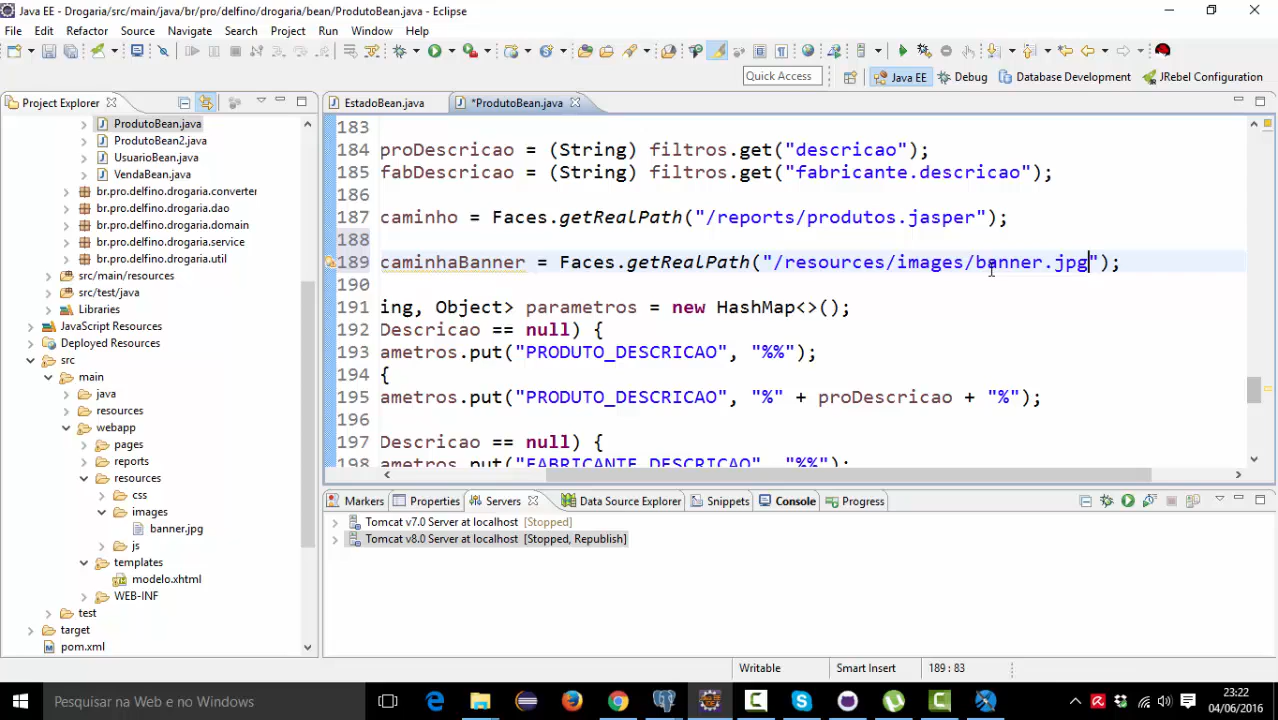 Java EE - Drogaria/src/main/java/br/pro/delfino/drogaria/bean/ProdutoBean.java - Eclipse
File Edit Refactor Source Navigate Search Project Run Window Help
Quick Access Java EE Debug Database Development JRebel Configuration
Project Explorer
ProdutoBean.java
ProdutoBean2.java
UsuarioBean.java
VendaBean.java
br.pro.delfino.drogaria.converter
br.pro.delfino.drogaria.dao
br.pro.delfino.drogaria.domain
br.pro.delfino.drogaria.service
br.pro.delfino.drogaria.util
src/main/resources
src/test/java
Libraries
JavaScript Resources
Deployed Resources
src
main
java
resources
webapp
pages
reports
resources
css
images
banner.jpg
js
templates
modelo.xhtml
WEB-INF
test
target
pom.xml
EstadoBean.java *ProdutoBean.java
183
184 proDescricao = (String) filtros.get("descricao");
185 fabDescricao = (String) filtros.get("fabricante.descricao");
186
187 caminho = Faces.getRealPath("/reports/produtos.jasper");
188
189 caminhaBanner = Faces.getRealPath("/resources/images/banner.jpg");
190
191 ing, Object> parametros = new HashMap<>();
192 Descricao == null) {
193 ametros.put("PRODUTO_DESCRICAO", "%%");
194 {
195 ametros.put("PRODUTO_DESCRICAO", "%" + proDescricao + "%");
196
197 Descricao == null) {
198 ametros.put("FABRICANTE_DESCRICAO", "%%");
Markers Properties Servers Data Source Explorer Snippets Console Progress
Tomcat v7.0 Server at localhost [Stopped]
Tomcat v8.0 Server at localhost [Stopped, Republish]
Writable Smart Insert 189 : 83
Pesquisar na Web e no Windows
23:22
04/06/2016